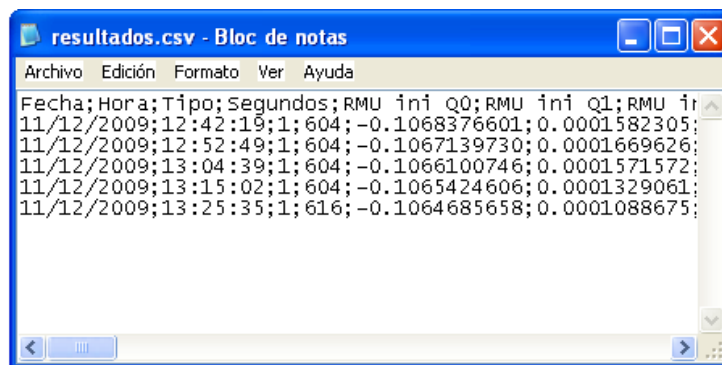 resultados.csv - Bloc de notas
Archivo Edición Formato Ver Ayuda
Fecha;Hora;Tipo;Segundos;RMU ini Q0;RMU ini Q1;RMU
11/12/2009;12:42:19;1;604;-0.1068376601;0.0001582305;
11/12/2009;12:52:49;1;604;-0.1067139730;0.0001669626;
11/12/2009;13:04:39;1;604;-0.1066100746;0.0001571572;
11/12/2009;13:15:02;1;604;-0.1065424606;0.0001329061;
11/12/2009;13:25:35;1;616;-0.1064685658;0.0001088675;